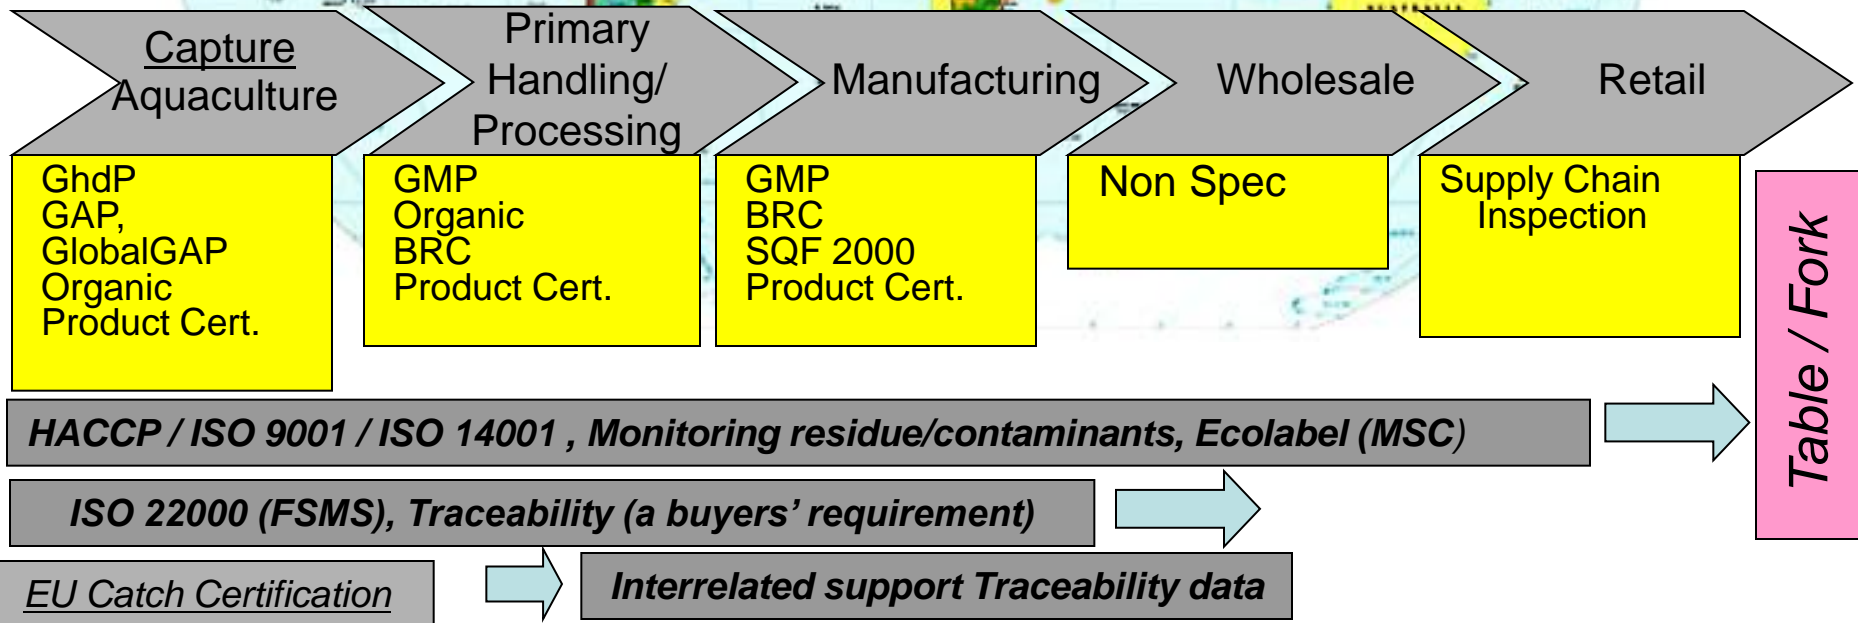 Capture
Aquaculture
Primary
Handling/
Processing
Manufacturing
Wholesale
Retail
GhdP
GAP,
GlobalGAP
Organic
Product Cert.
GMP
Organic
BRC
Product Cert.
GMP
BRC
SQF 2000
Product Cert.
Non Spec
Supply Chain
Inspection
Table / Fork
HACCP / ISO 9001 / ISO 14001 , Monitoring residue/contaminants, Ecolabel (MSC)
ISO 22000 (FSMS), Traceability (a buyers’ requirement)
EU Catch Certification
Interrelated support Traceability data